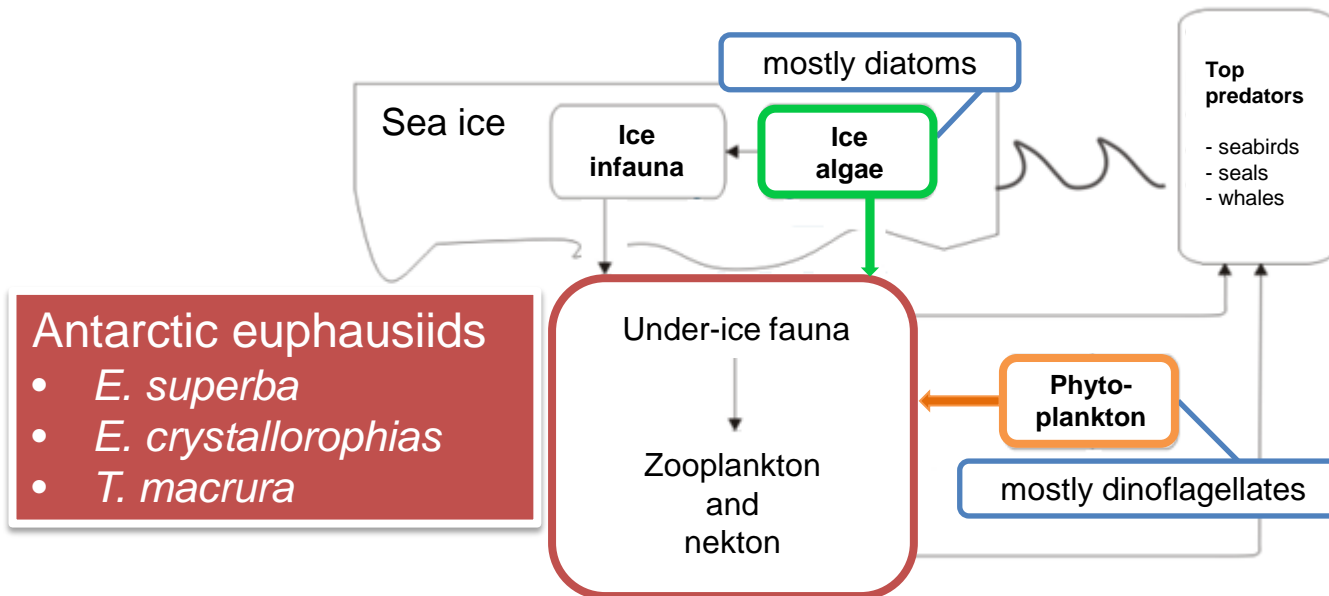 mostly diatoms
Sea ice
Ice
infauna
Ice
algae
Top
predators
- seabirds
- seals
- whales
Antarctic euphausiids
• E. superba
• E. crystallorophias
• T. macrura
Under-ice fauna
Zooplankton
and
nekton
Phyto-
plankton
mostly dinoflagellates